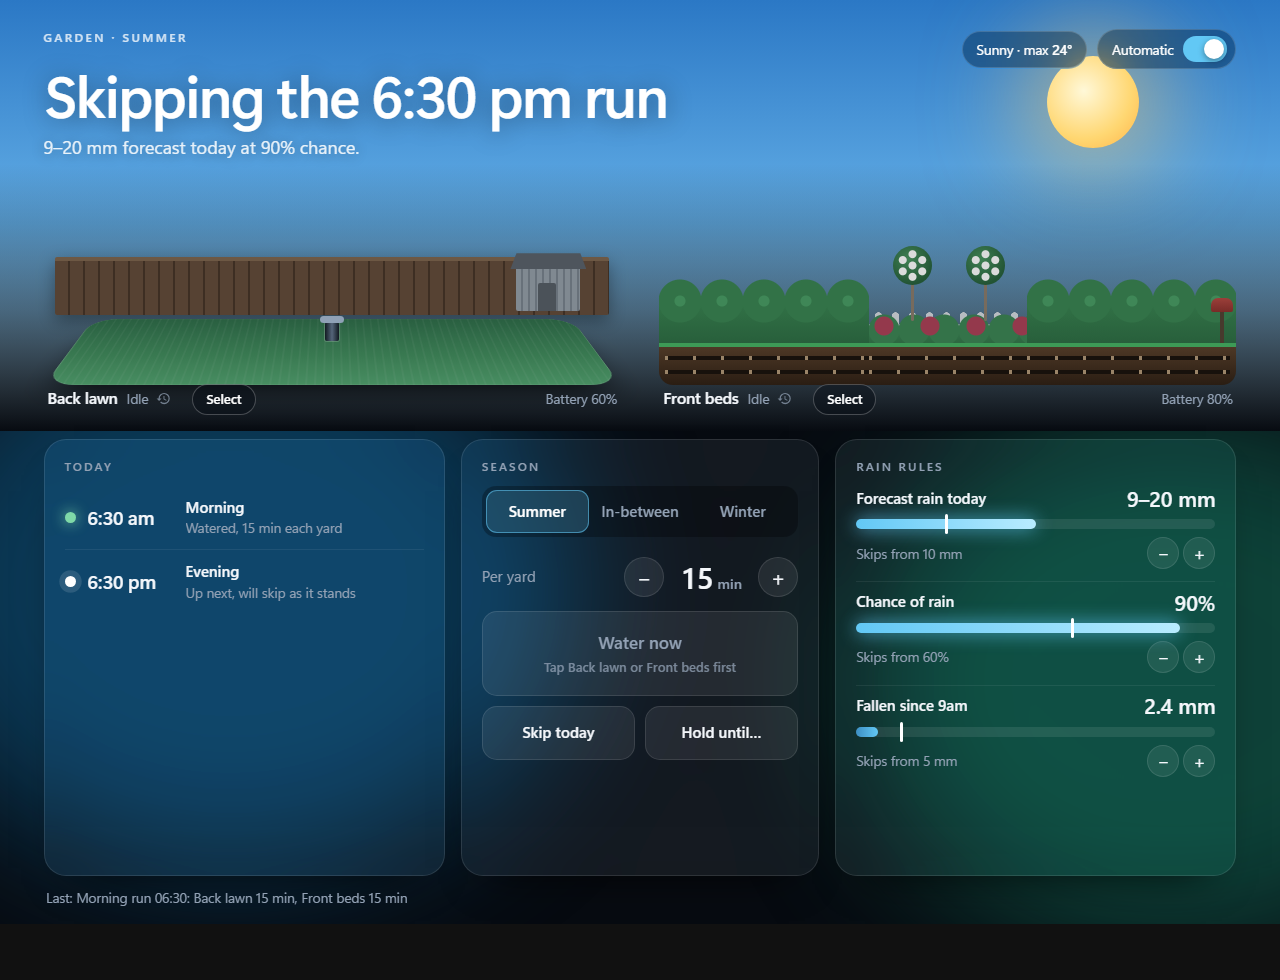 GARDEN · SUMMER
Sunny · max 24°
Automatic
Skipping the 6:30 pm run
9–20 mm forecast today at 90% chance.
Back lawn Idle Select Battery 60%
Front beds Idle Select Battery 80%
TODAY
6:30 am
Morning
Watered, 15 min each yard
6:30 pm
Evening
Up next, will skip as it stands
SEASON
Summer In-between Winter
Per yard − 15 min +
Water now
Tap Back lawn or Front beds first
Skip today Hold until...
RAIN RULES
Forecast rain today 9–20 mm
Skips from 10 mm − +
Chance of rain 90%
Skips from 60% − +
Fallen since 9am 2.4 mm
Skips from 5 mm − +
Last: Morning run 06:30: Back lawn 15 min, Front beds 15 min